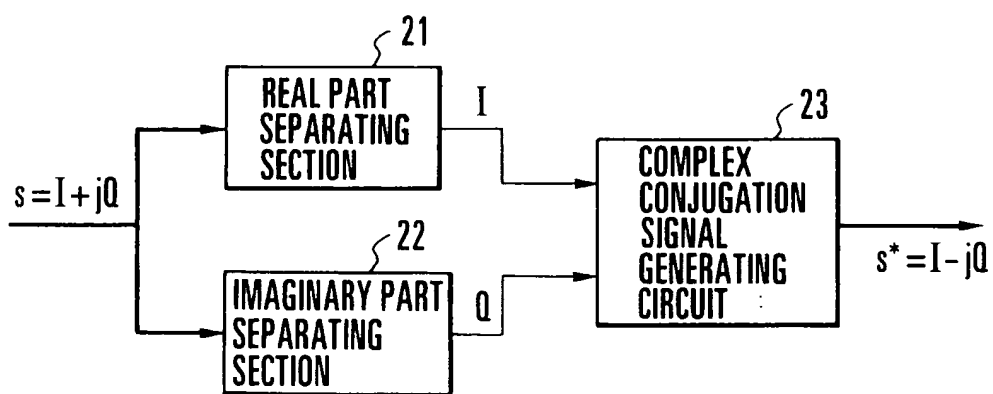 21
REAL PART
SEPARATING
SECTION
I
s=I+jQ
22
IMAGINARY PART
SEPARATING
SECTION
Q
23
COMPLEX
CONJUGATION
SIGNAL
GENERATING
CIRCUIT
s*=I-jQ